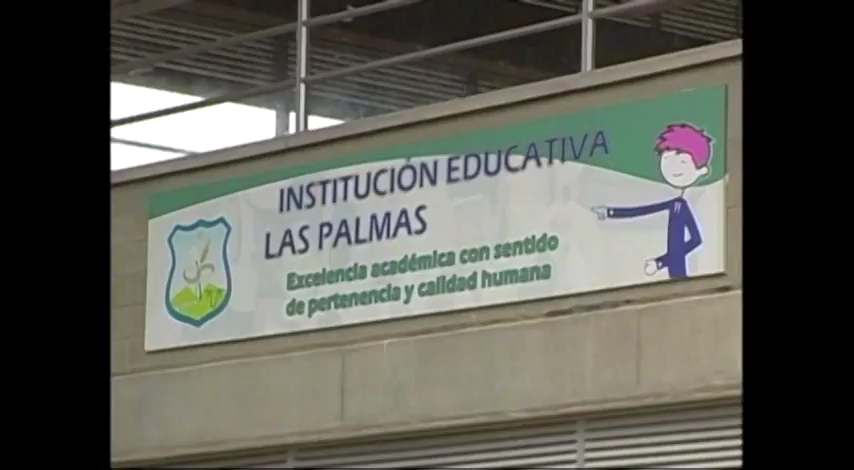 INSTITUCIÓN EDUCATIVA
LAS PALMAS
Excelencia académica con sentido
de pertenencia y calidad humana